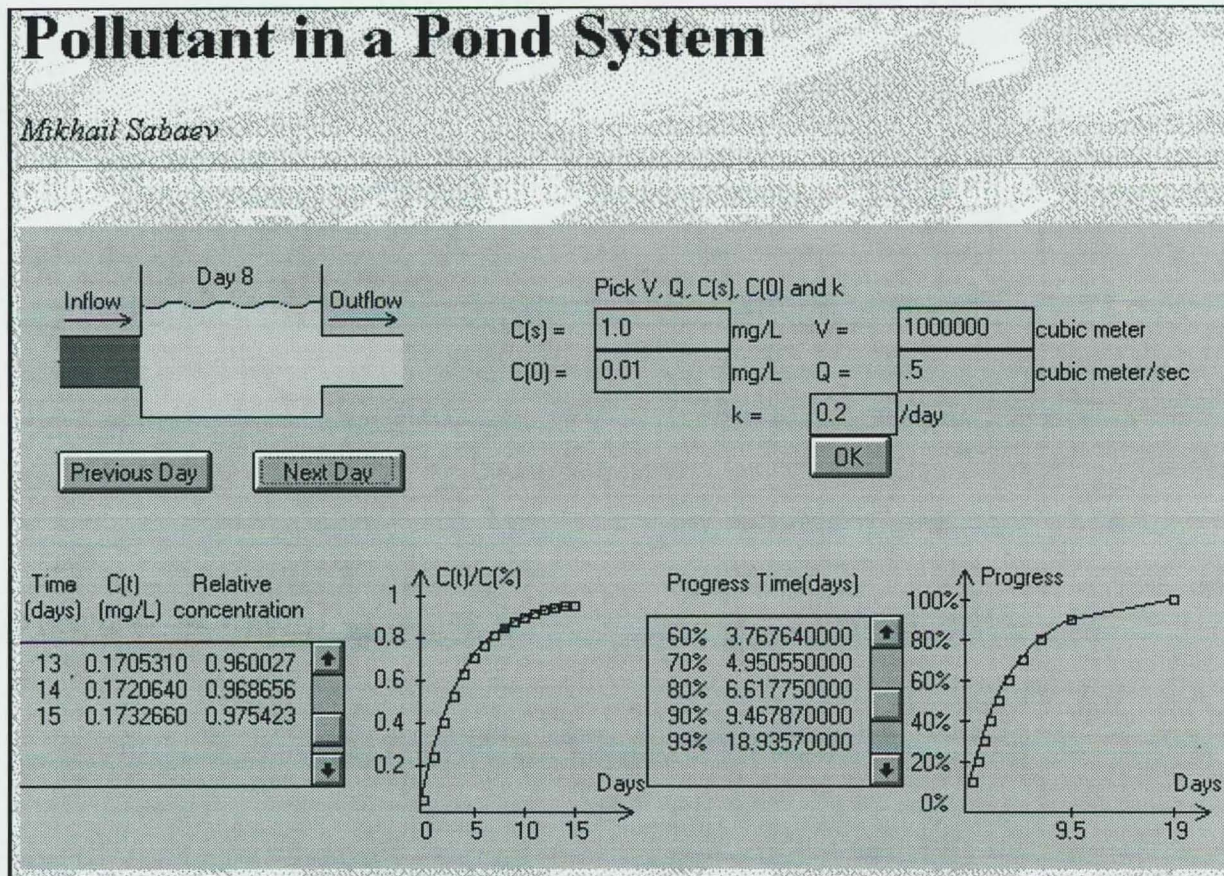 Pollutant in a Pond System
Mikhail Sabaev
Day 8
Inflow
Outflow
Previous Day
Next Day
Pick V, Q, C(s), C(0) and k
C(s) = 1.0 mg/L V = 1000000 cubic meter
C(0) = 0.01 mg/L Q = .5 cubic meter/sec
k = 0.2 /day
OK
Time C(t) Relative
(days) (mg/L) concentration
13 0.1705310 0.960027
14 0.1720640 0.968656
15 0.1732660 0.975423
C(t)/C(%)
1
0.8
0.6
0.4
0.2
Days
0 5 10 15
Progress Time(days)
60% 3.767640000
70% 4.950550000
80% 6.617750000
90% 9.467870000
99% 18.93570000
Progress
100%
80%
60%
40%
20%
0%
Days
9.5 19